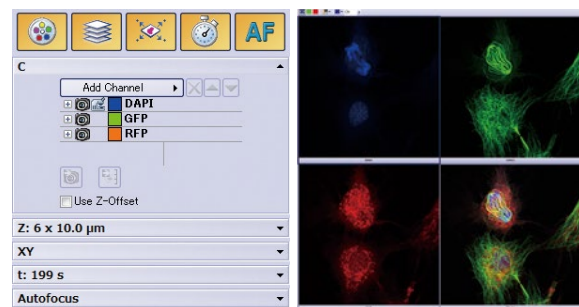 AF
C
Add Channel
DAPI
GFP
RFP
Use Z-Offset
Z: 6 x 10.0 µm
XY
t: 199 s
Autofocus